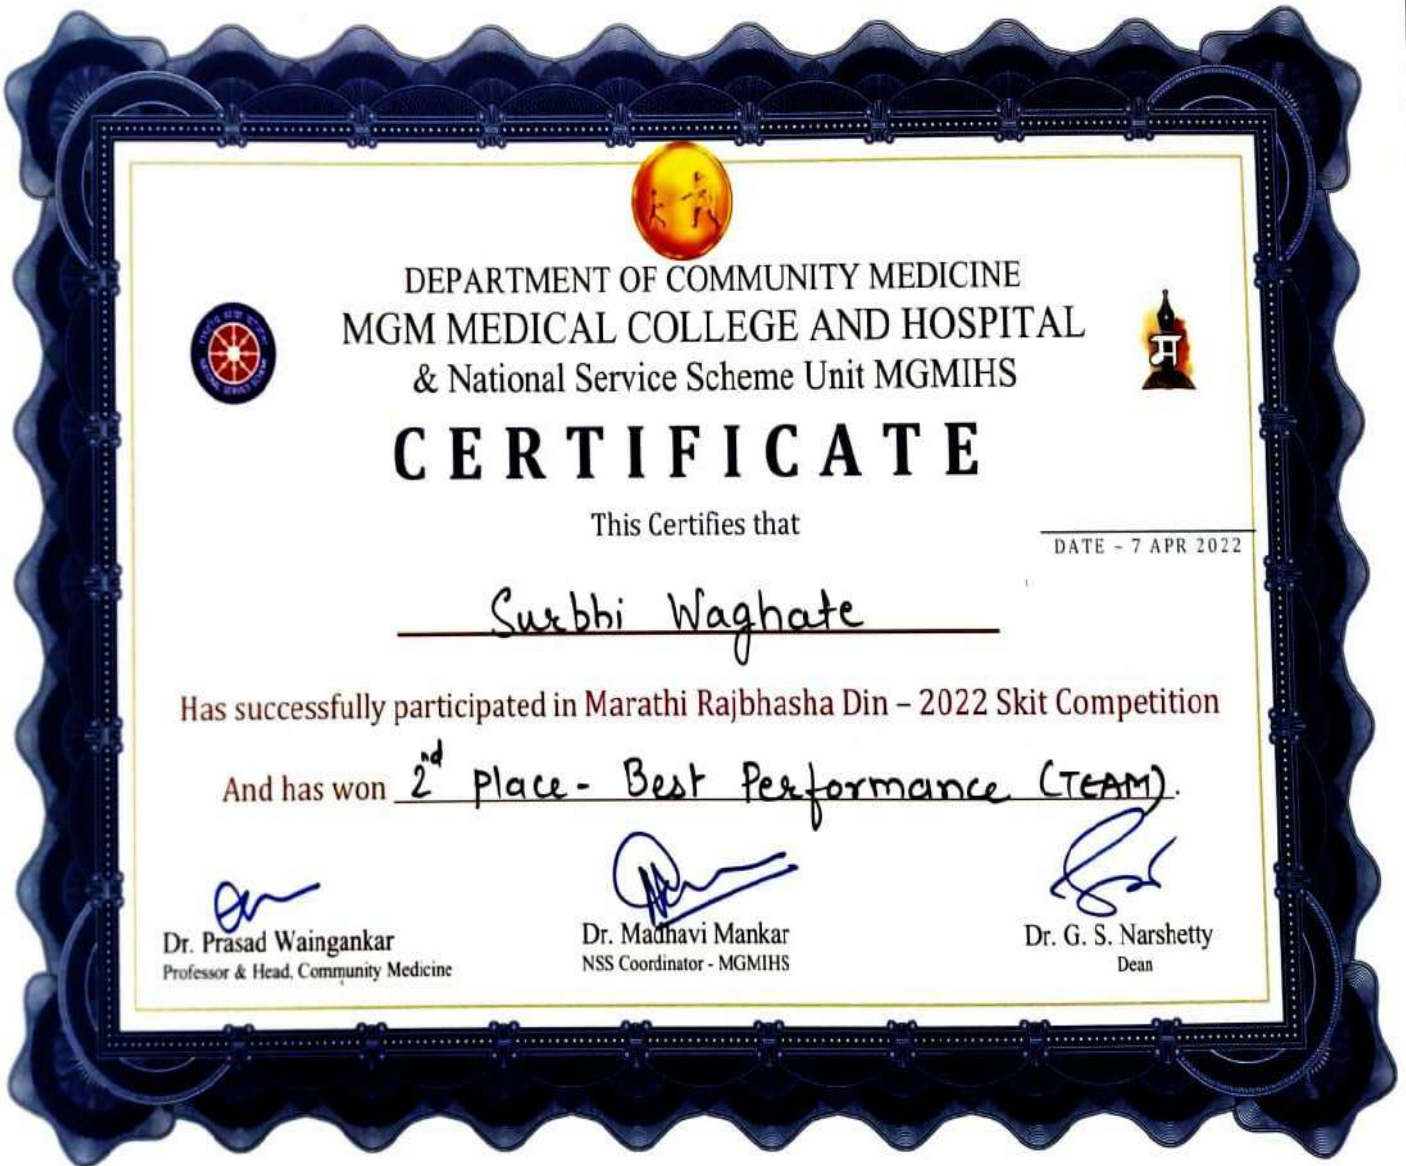 DEPARTMENT OF COMMUNITY MEDICINE
MGM MEDICAL COLLEGE AND HOSPITAL
& National Service Scheme Unit MGMIHS
म
CERTIFICATE
This Certifies that
DATE – 7 APR 2022
Surbhi Waghate
Has successfully participated in Marathi Rajbhasha Din – 2022 Skit Competition
And has won 2nd Place - Best Performance (TEAM).
Dr. Prasad Waingankar
Professor & Head, Community Medicine
Dr. Madhavi Mankar
NSS Coordinator - MGMIHS
Dr. G. S. Narshetty
Dean